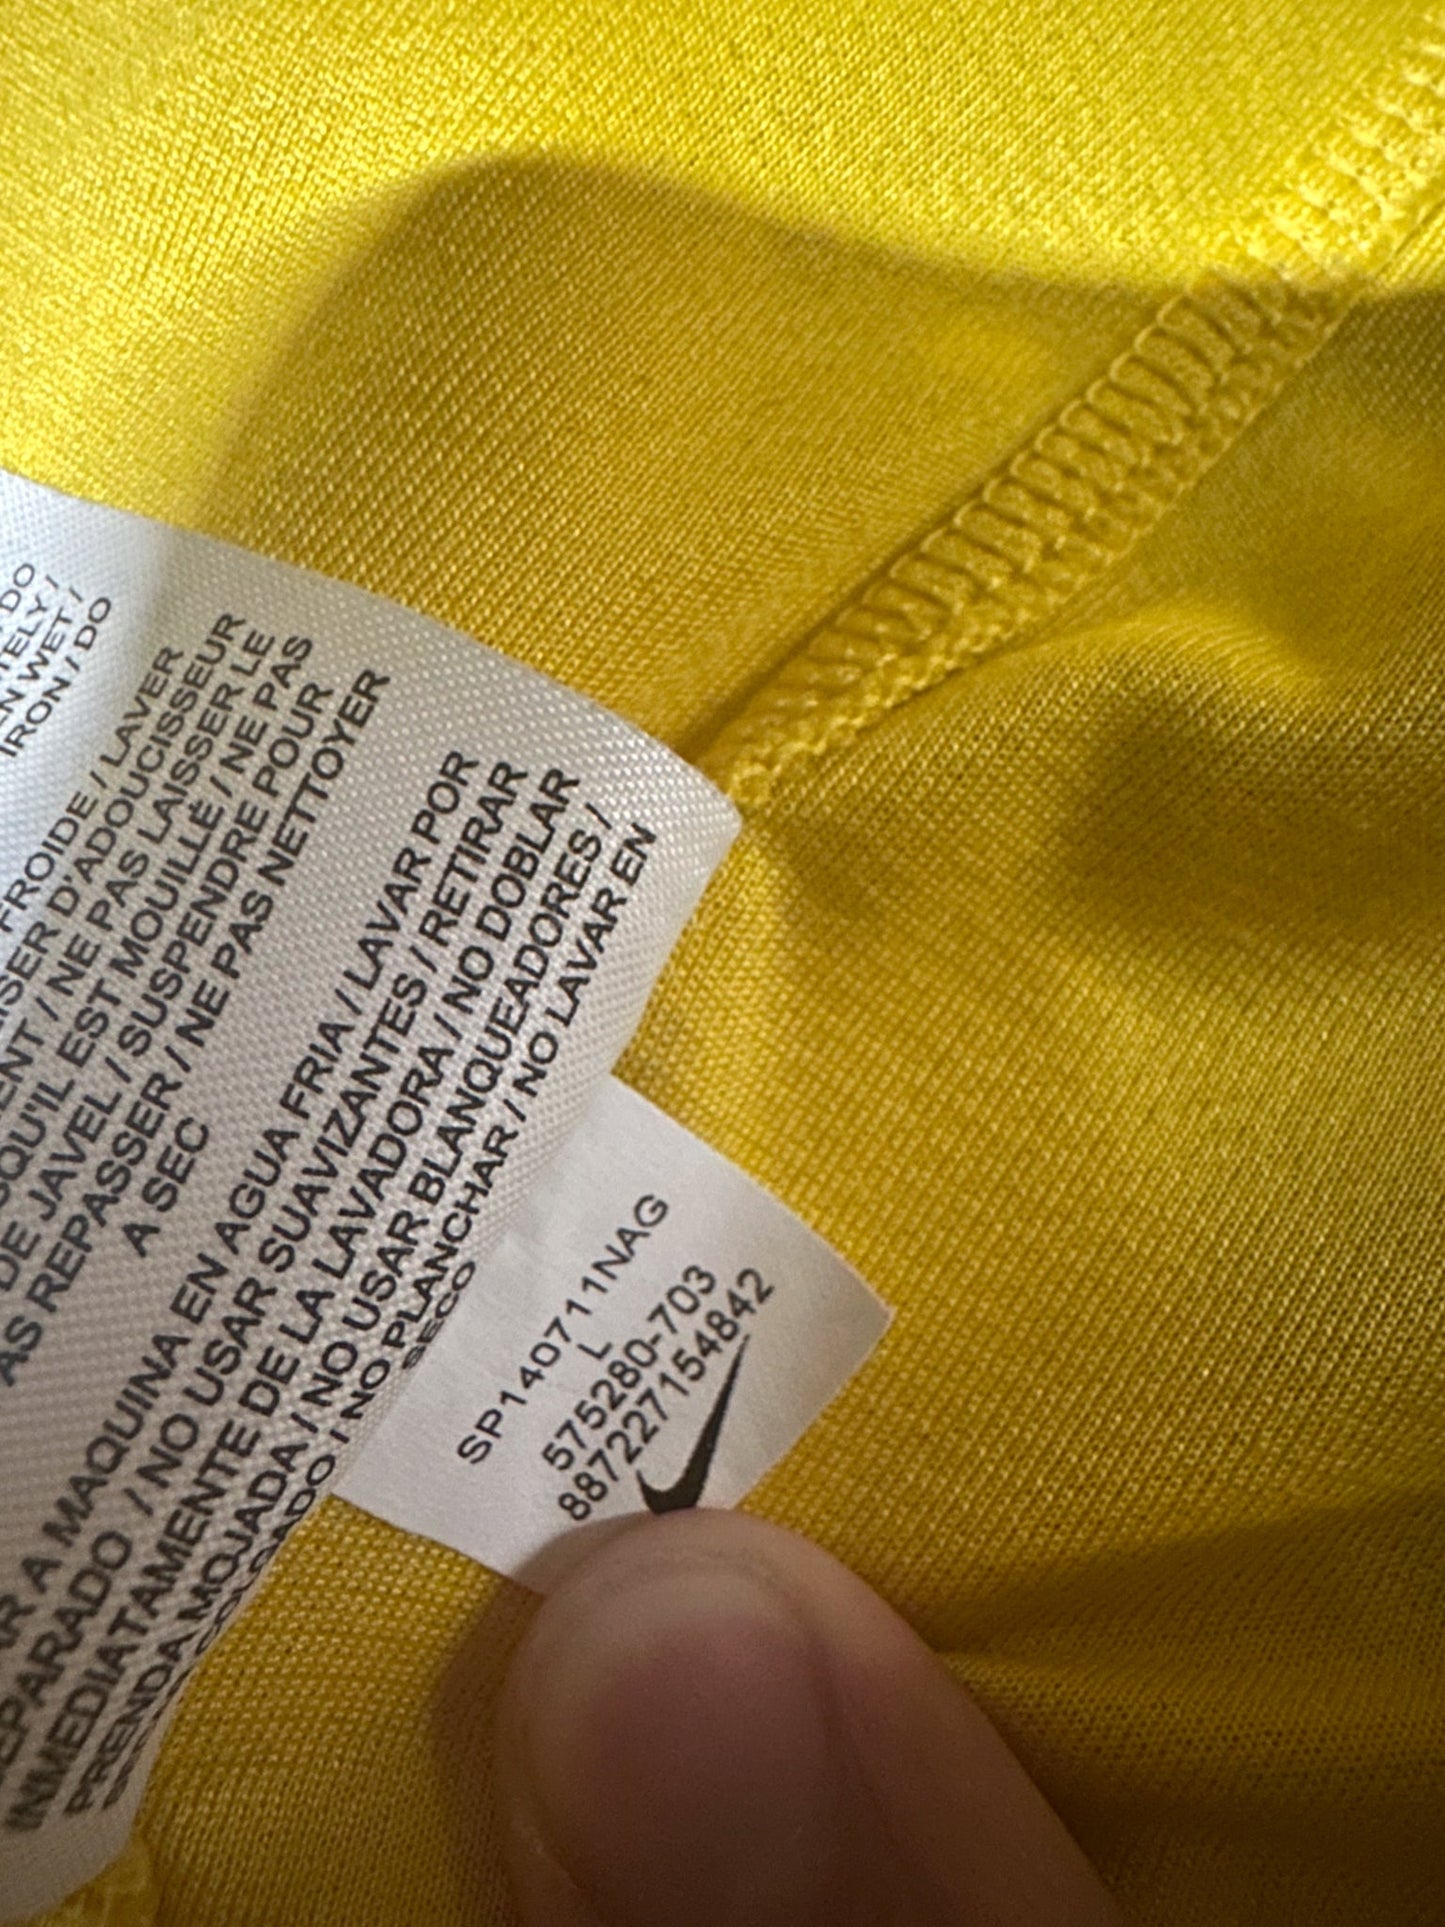 DO
TELY /
EN WET /
IRON / DO
FROIDE / LAVER
ISER D'ADOUCISSEUR
ENT / NE PAS LAISSER LE
SQU'IL EST MOUILLÉ / NE PAS
DE JAVEL / SUSPENDRE POUR
AS REPASSER / NE PAS NETTOYER
A SEC
AR A MAQUINA EN AGUA FRIA / LAVAR POR
EPARADO / NO USAR SUAVIZANTES / RETIRAR
INMEDIATAMENTE DE LA LAVADORA / NO DOBLAR
PRENDA MOJADA / NO USAR BLANQUEADORES /
NO PLANCHAR / NO LAVAR EN
SECO
SP140711NAG
L
575280-703
887227154842